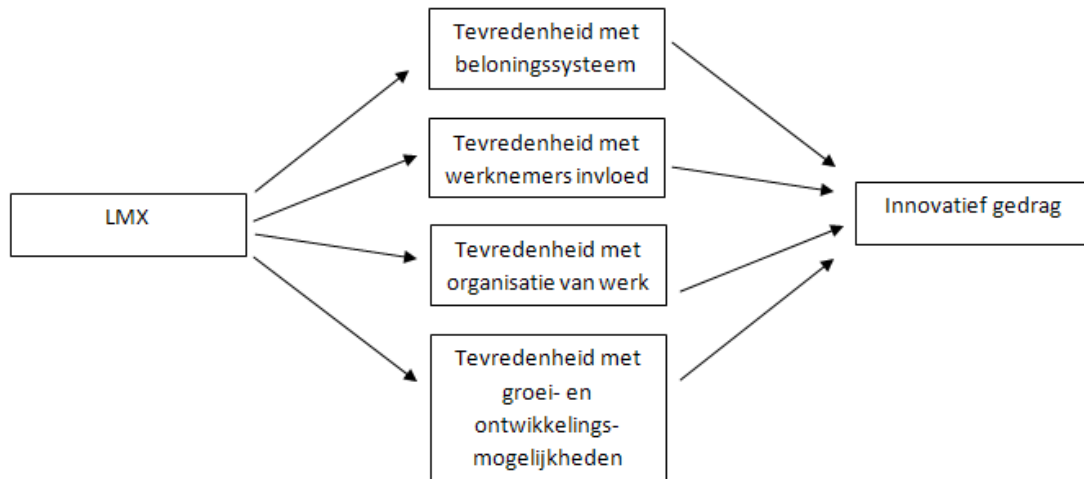 Tevredenheid met
beloningssysteem
Tevredenheid met
werknemers invloed
LMX
Innovatief gedrag
Tevredenheid met
organisatie van werk
Tevredenheid met
groei- en
ontwikkelings-
mogelijkheden